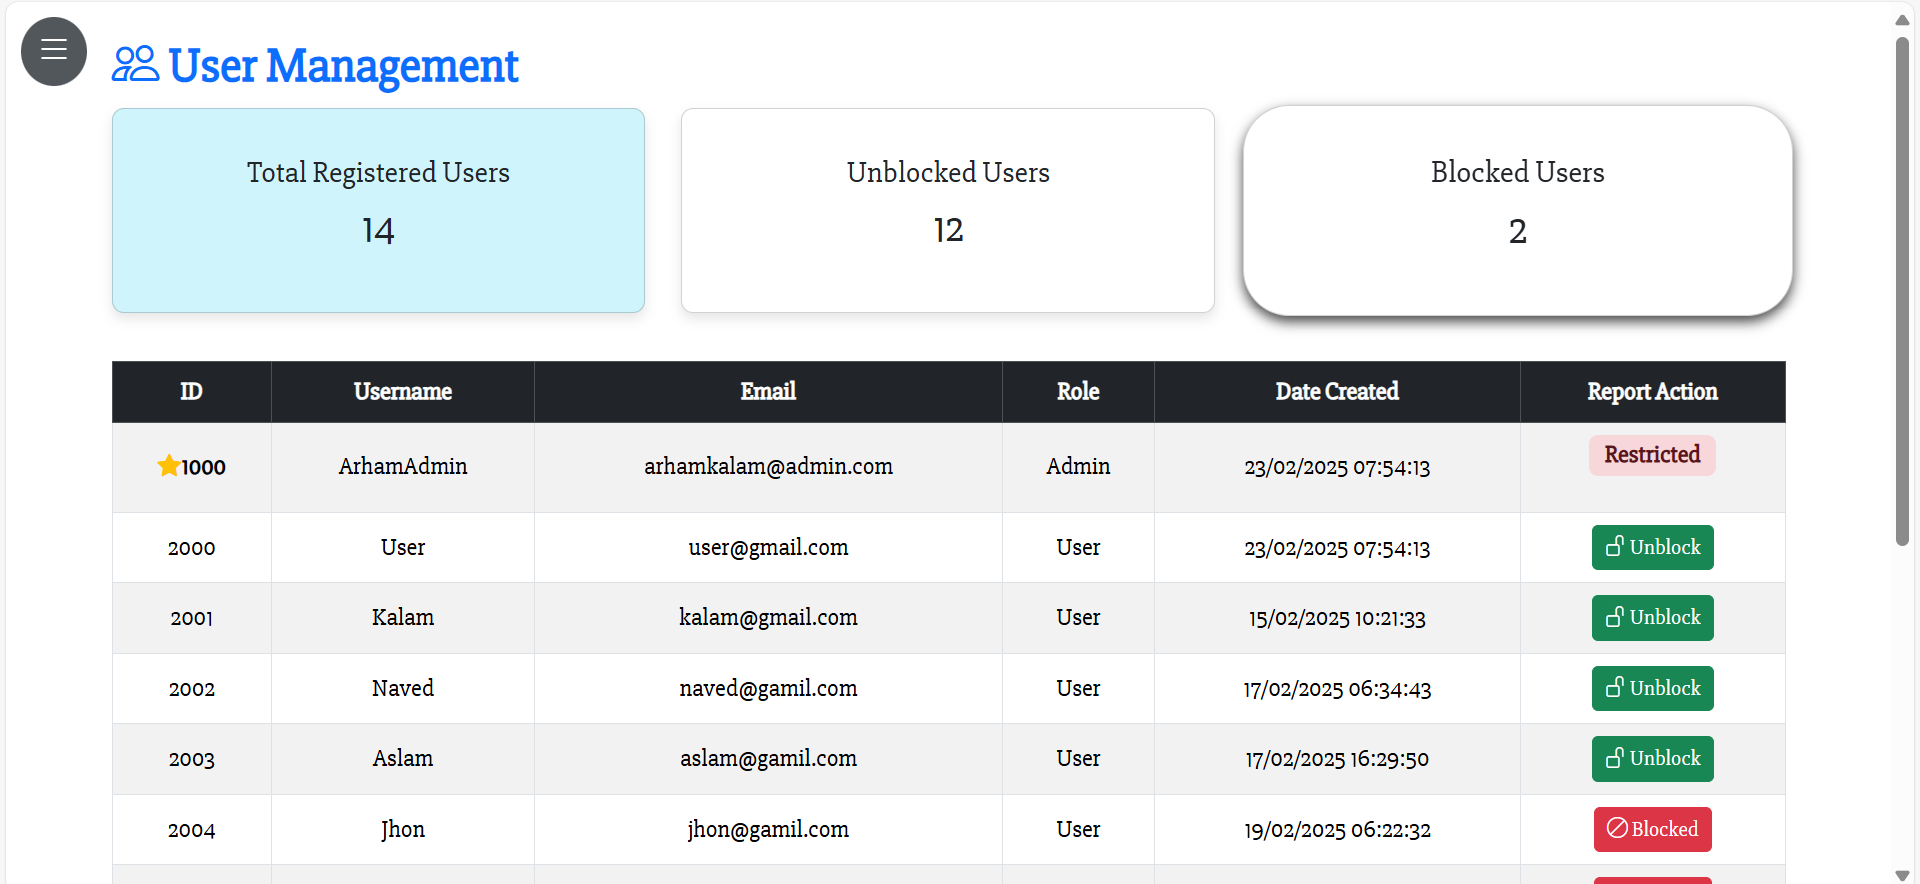 User Management
Total Registered Users
14
Unblocked Users
12
Blocked Users
2
ID Username Email Role Date Created Report Action
1000 ArhamAdmin arhamkalam@admin.com Admin 23/02/2025 07:54:13 Restricted
2000 User user@gmail.com User 23/02/2025 07:54:13 Unblock
2001 Kalam kalam@gmail.com User 15/02/2025 10:21:33 Unblock
2002 Naved naved@gamil.com User 17/02/2025 06:34:43 Unblock
2003 Aslam aslam@gamil.com User 17/02/2025 16:29:50 Unblock
2004 Jhon jhon@gamil.com User 19/02/2025 06:22:32 Blocked